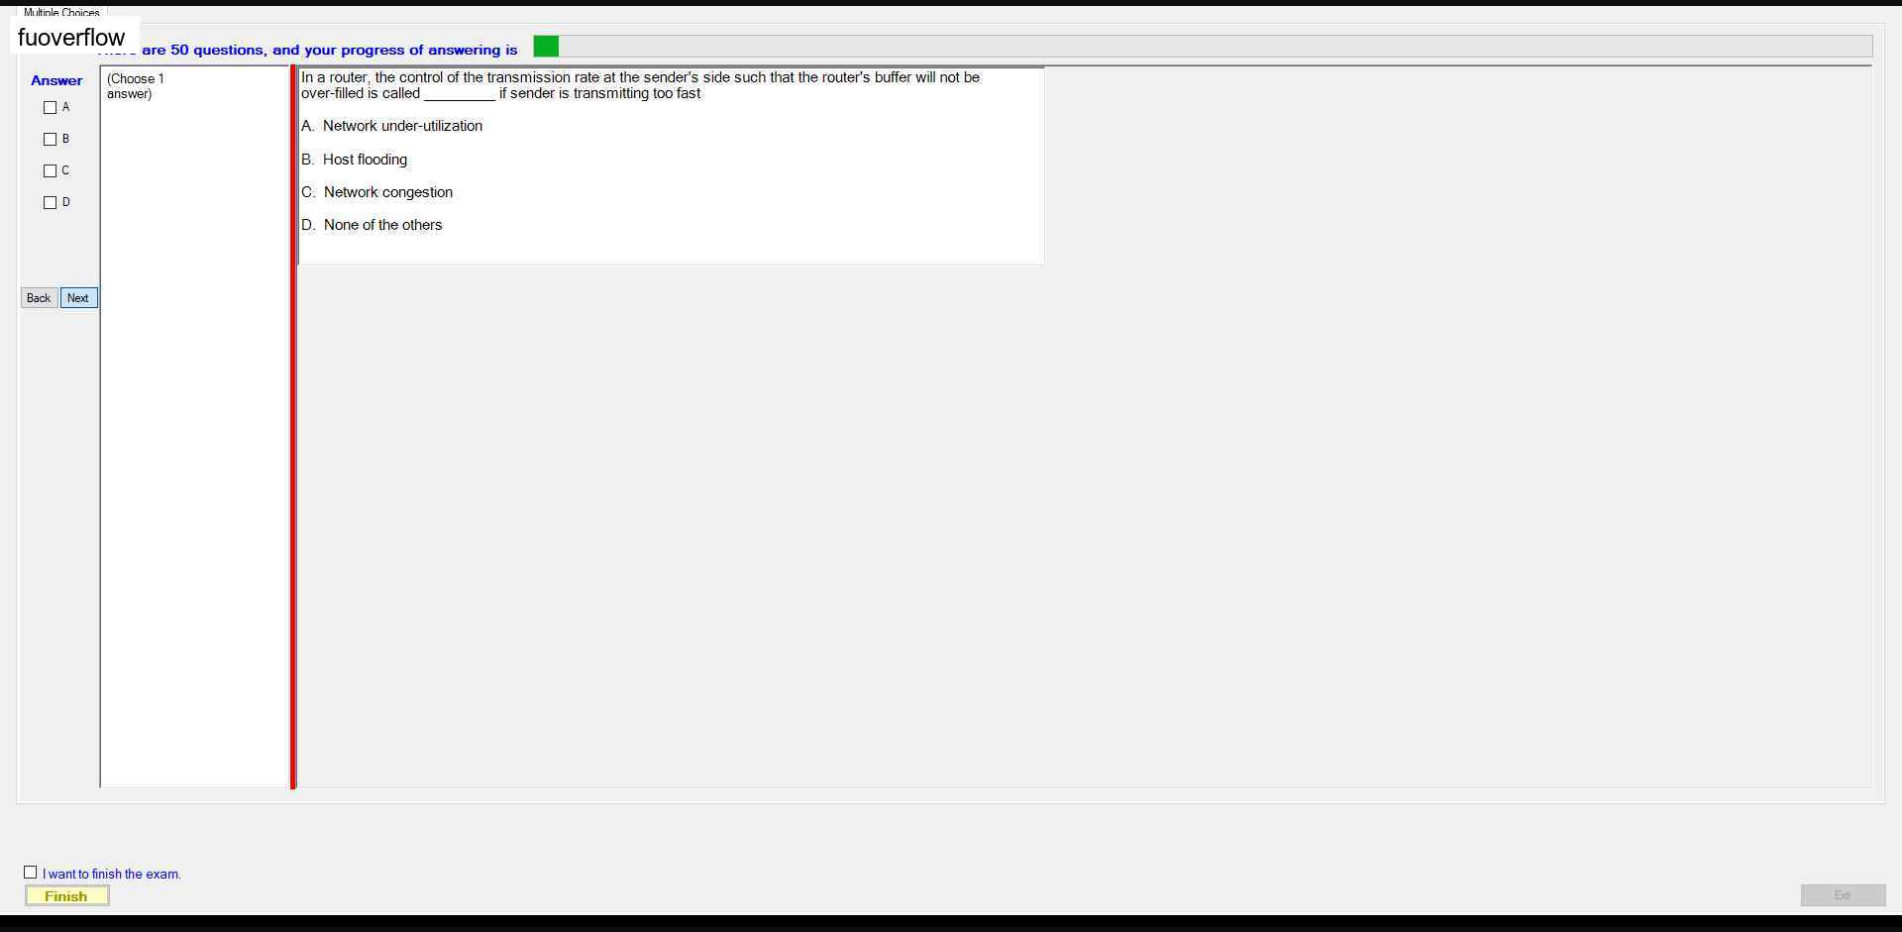 Multiple Choices
fuoverflow
are 50 questions, and your progress of answering is
Answer
A
B
C
D
Back Next
(Choose 1
answer)
In a router, the control of the transmission rate at the sender's side such that the router's buffer will not be
over-filled is called _________ if sender is transmitting too fast
A. Network under-utilization
B. Host flooding
C. Network congestion
D. None of the others
I want to finish the exam.
Finish
Exit